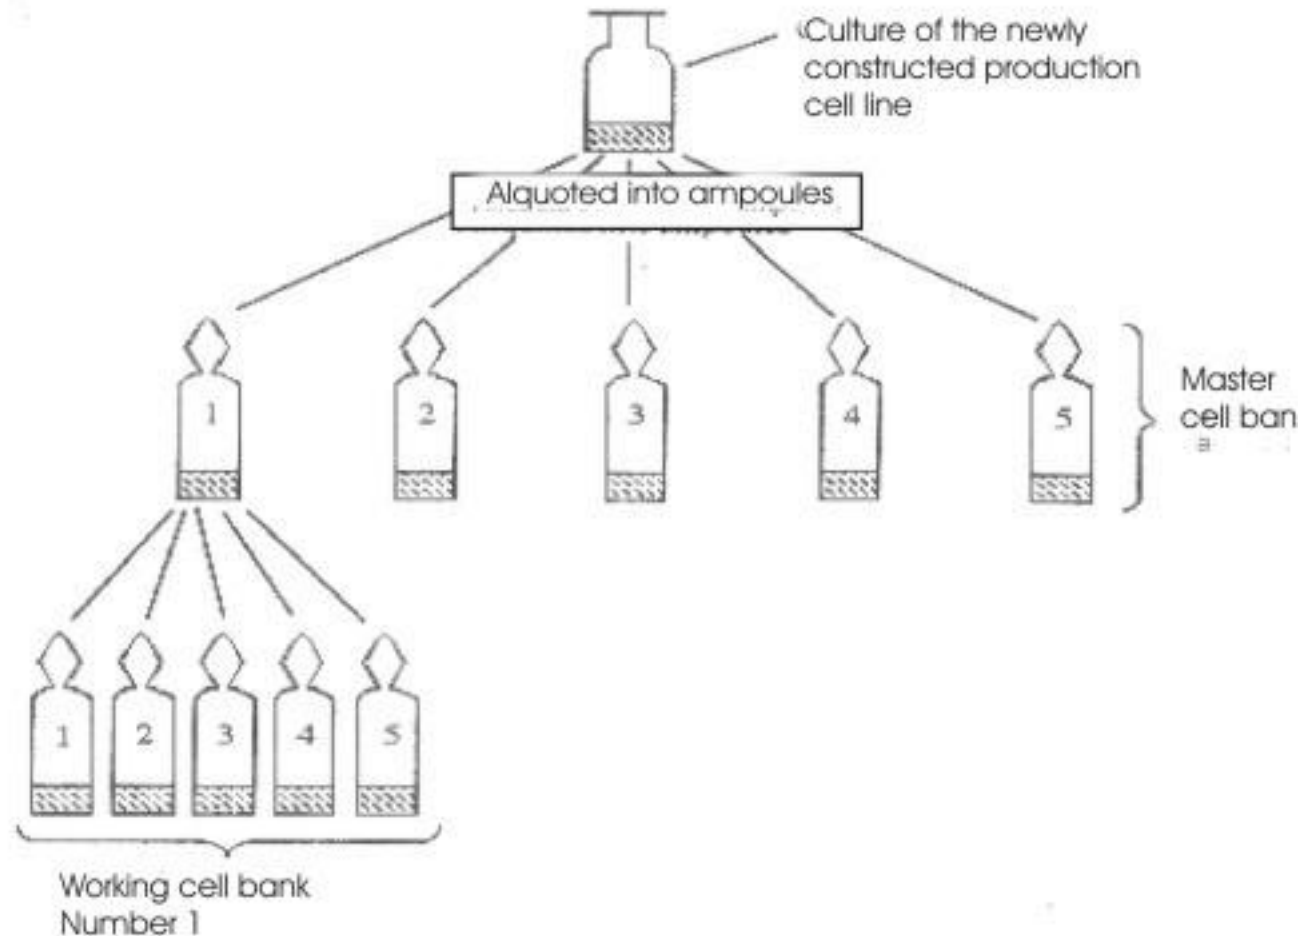 Culture of the newly
constructed production
cell line
Alquoted into ampoules
1 2 3 4 5
Master
cell ban
1 2 3 4 5
Working cell bank
Number 1